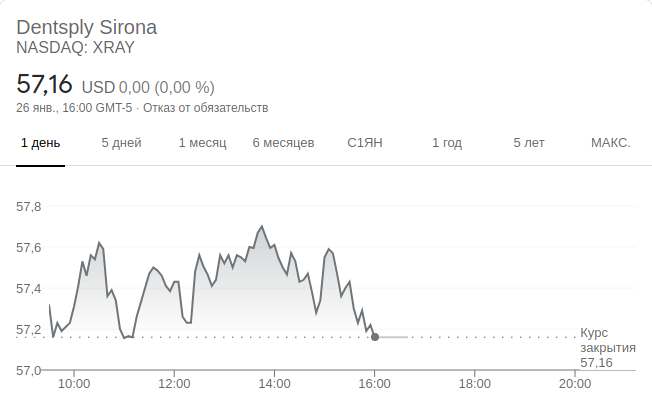 Dentsply Sirona
NASDAQ: XRAY
57,16 USD 0,00 (0,00 %)
26 янв., 16:00 GMT-5 · Отказ от обязательств
1 день 5 дней 1 месяц 6 месяцев С1ЯН 1 год 5 лет МАКС.
57,8
57,6
57,4
57,2
57,0
Курс
закрытия
57,16
10:00 12:00 14:00 16:00 18:00 20:00